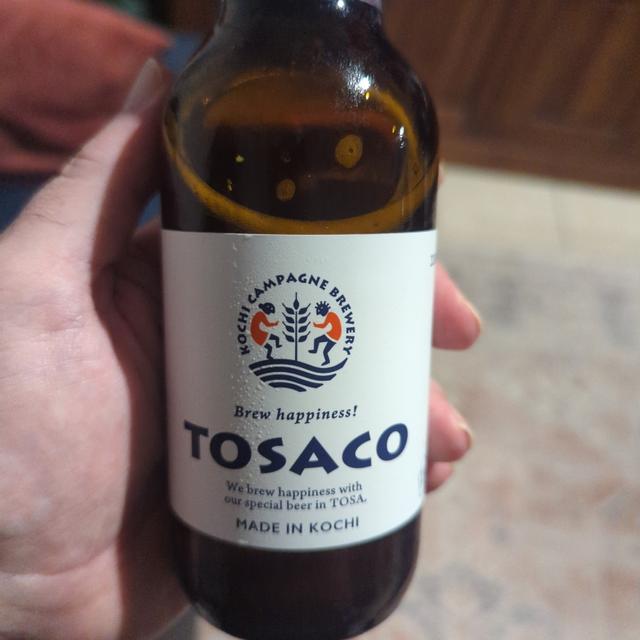 KOCHI CAMPAGNE BREWERY
Brew happiness!
TOSACO
We brew happiness with
our special beer in TOSA.
MADE IN KOCHI